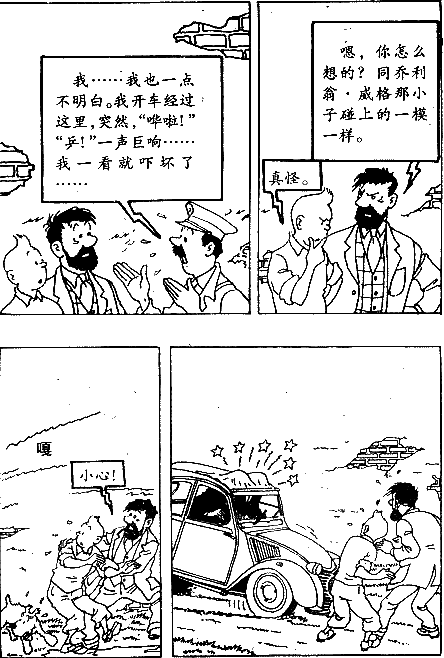 我……我也一点
不明白。我开车经过
这里,突然,“哗啦!”
“乒!”一声巨响……
我一看就吓坏了
……
嗯，你怎么
想的？同乔利
翁·威格那小
子碰上的一模
一样。
真怪。
嘎
小心!